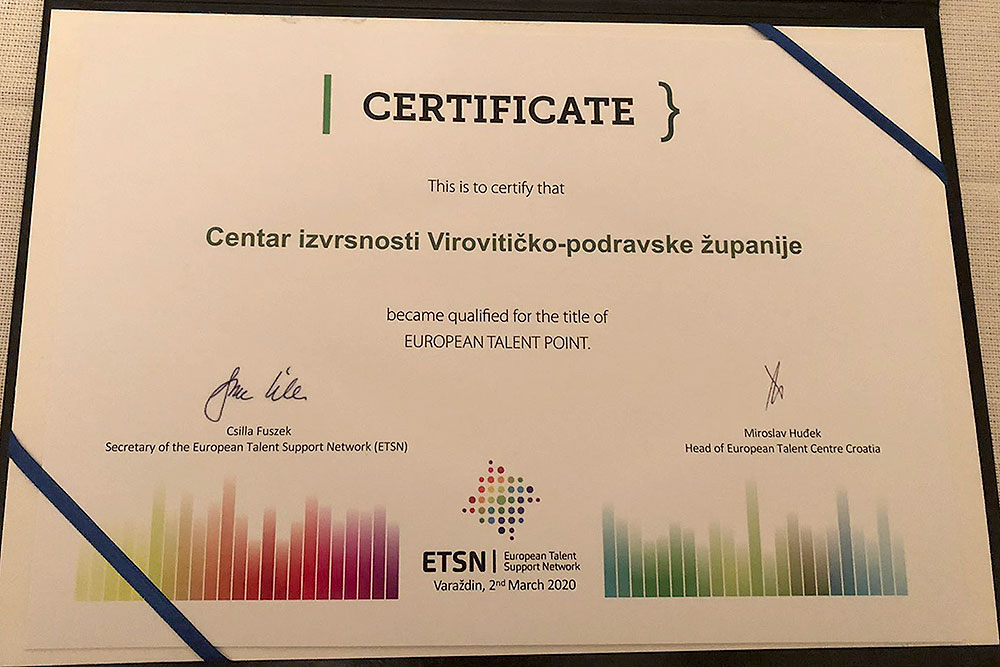 CERTIFICATE }
This is to certify that
Centar izvrsnosti Virovitičko-podravske županije
became qualified for the title of
EUROPEAN TALENT POINT.
Csilla Fuszek
Secretary of the European Talent Support Network (ETSN)
Miroslav Huđek
Head of European Talent Centre Croatia
ETSN | European Talent
Support Network
Varaždin, 2nd March 2020